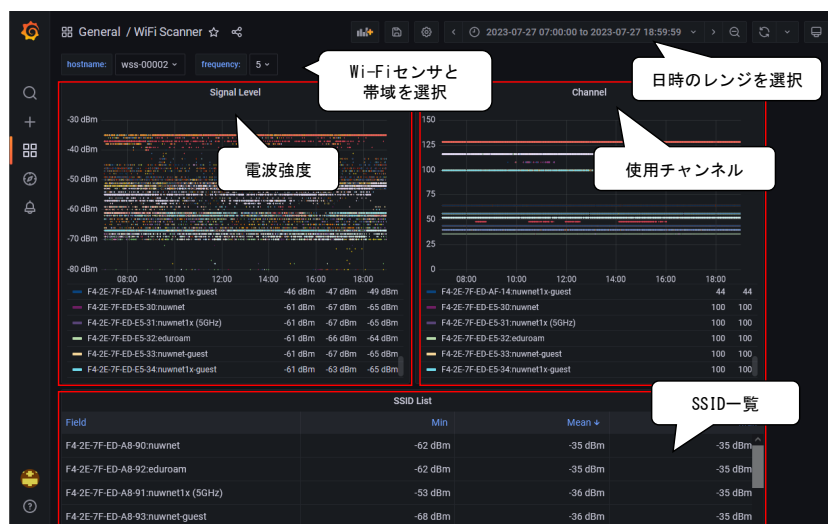 General / WiFi Scanner
2023-07-27 07:00:00 to 2023-07-27 18:59:59
hostname: wss-00002 frequency: 5
Wi-Fiセンサと
帯域を選択
日時のレンジを選択
Signal Level
-30 dBm
-40 dBm
-50 dBm
-60 dBm
-70 dBm
-80 dBm
08:00 10:00 12:00 14:00 16:00 18:00
電波強度
F4-2E-7F-ED-AF-14:nuwnet1x-guest -46 dBm -47 dBm -49 dBm
F4-2E-7F-ED-E5-30:nuwnet -61 dBm -67 dBm -65 dBm
F4-2E-7F-ED-E5-31:nuwnet1x (5GHz) -61 dBm -67 dBm -65 dBm
F4-2E-7F-ED-E5-32:eduroam -61 dBm -66 dBm -64 dBm
F4-2E-7F-ED-E5-33:nuwnet-guest -61 dBm -67 dBm -65 dBm
F4-2E-7F-ED-E5-34:nuwnet1x-guest -61 dBm -63 dBm -65 dBm
Channel
150
125
100
75
50
25
0
08:00 10:00 12:00 14:00 16:00 18:00
使用チャンネル
F4-2E-7F-ED-AF-14:nuwnet1x-guest 44 44
F4-2E-7F-ED-E5-30:nuwnet 100 100
F4-2E-7F-ED-E5-31:nuwnet1x (5GHz) 100 100
F4-2E-7F-ED-E5-32:eduroam 100 100
F4-2E-7F-ED-E5-33:nuwnet-guest 100 100
F4-2E-7F-ED-E5-34:nuwnet1x-guest 100 100
SSID List
SSID一覧
Field Min Mean
F4-2E-7F-ED-A8-90:nuwnet -62 dBm -35 dBm -35 dBm
F4-2E-7F-ED-A8-92:eduroam -62 dBm -35 dBm -35 dBm
F4-2E-7F-ED-A8-91:nuwnet1x (5GHz) -53 dBm -36 dBm -35 dBm
F4-2E-7F-ED-A8-93:nuwnet-guest -68 dBm -36 dBm -35 dBm